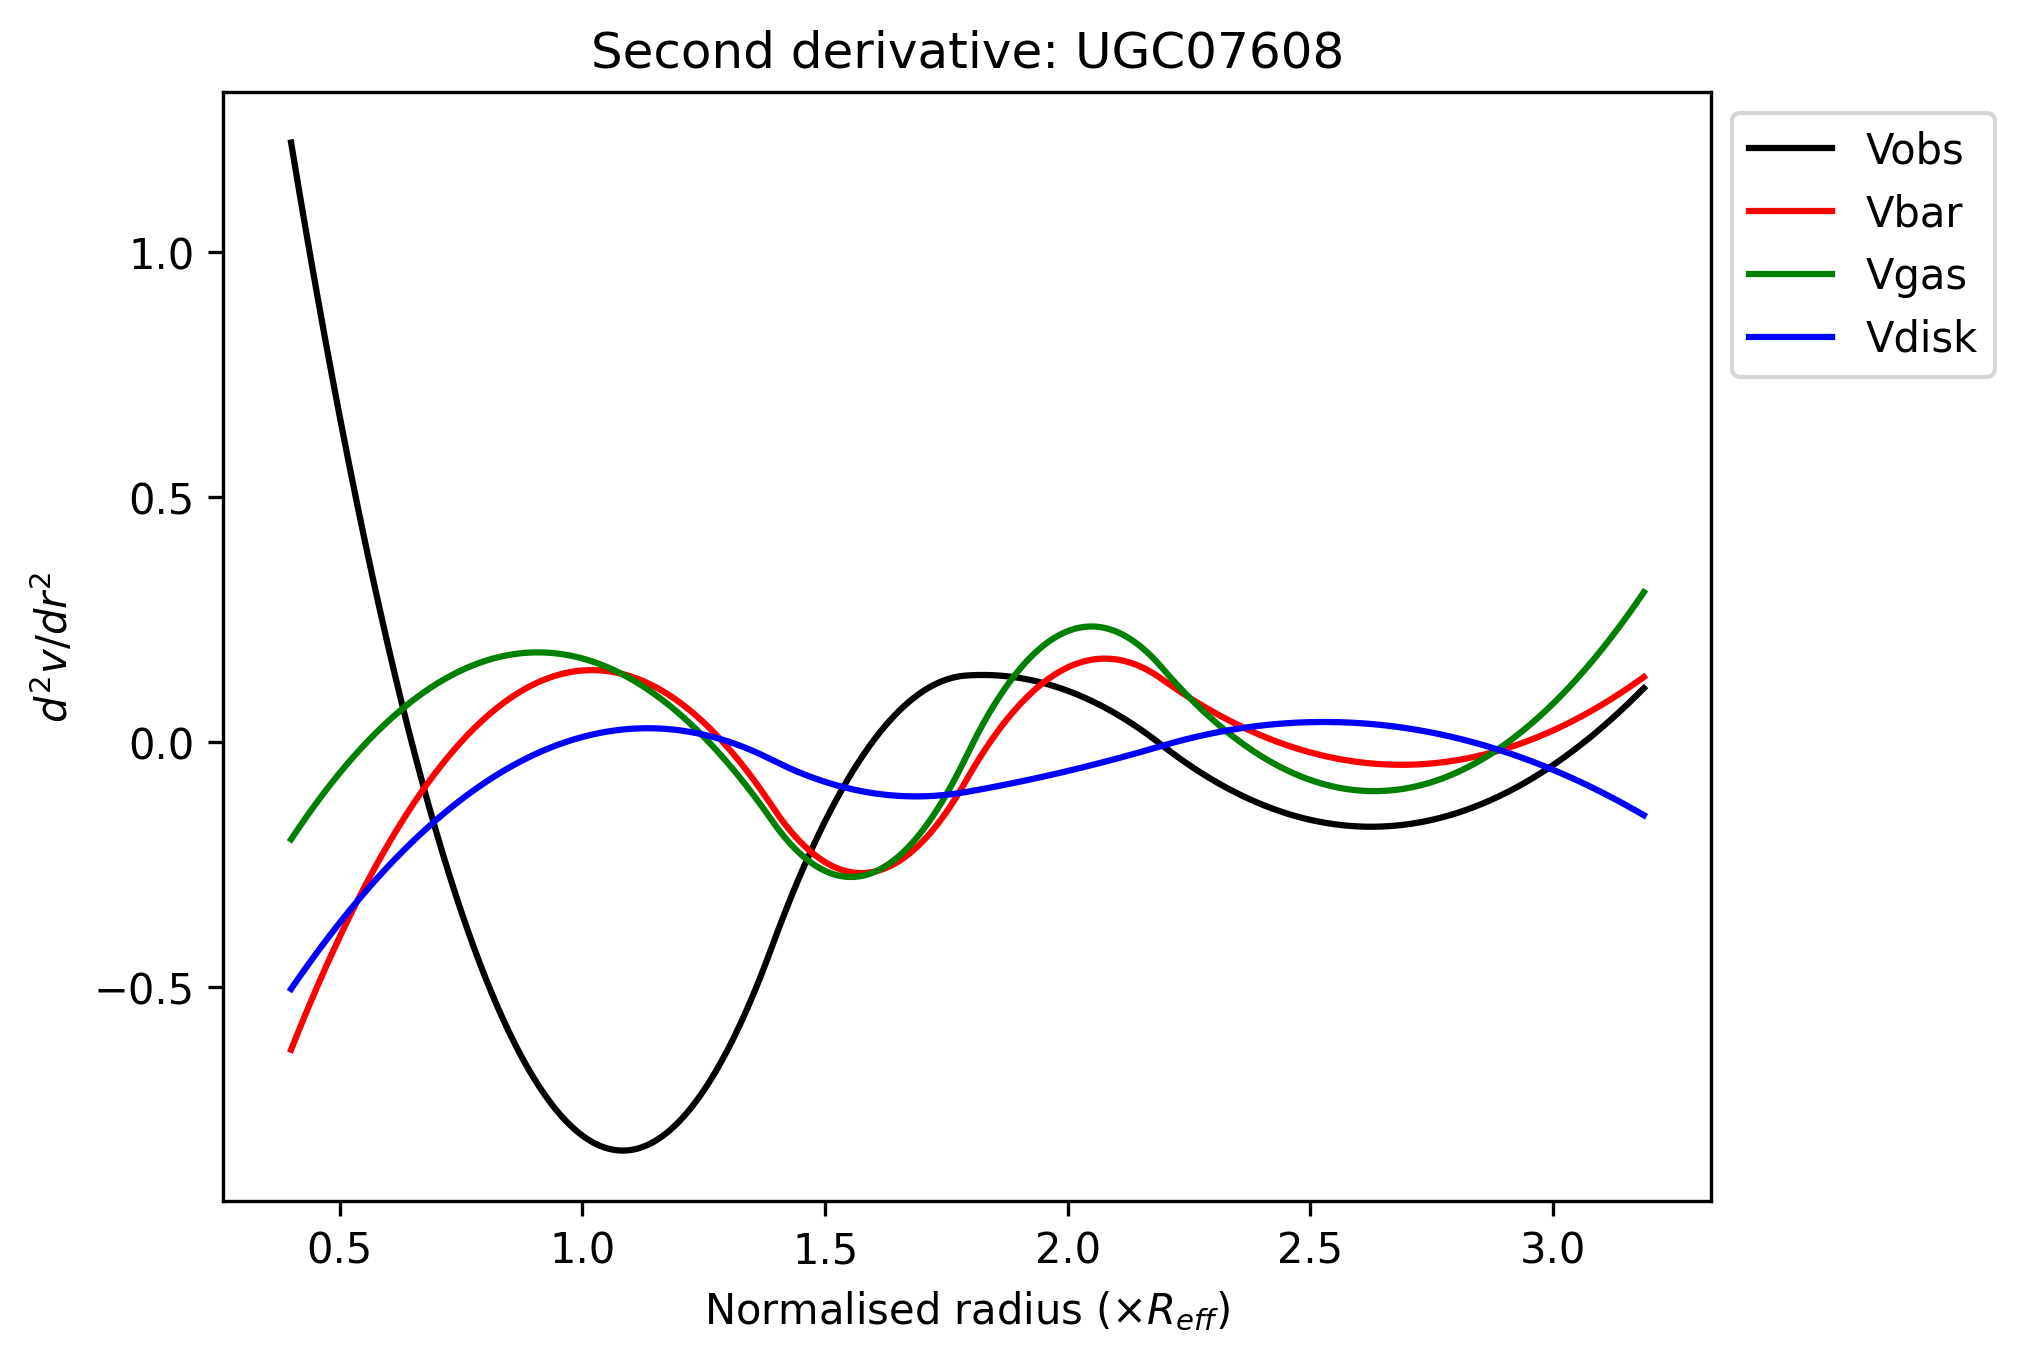 Second derivative: UGC07608
Vobs
Vbar
Vgas
Vdisk
1.0
0.5
0.0
−0.5
d²v/dr²
0.5 1.0 1.5 2.0 2.5 3.0
Normalised radius (×R_eff)